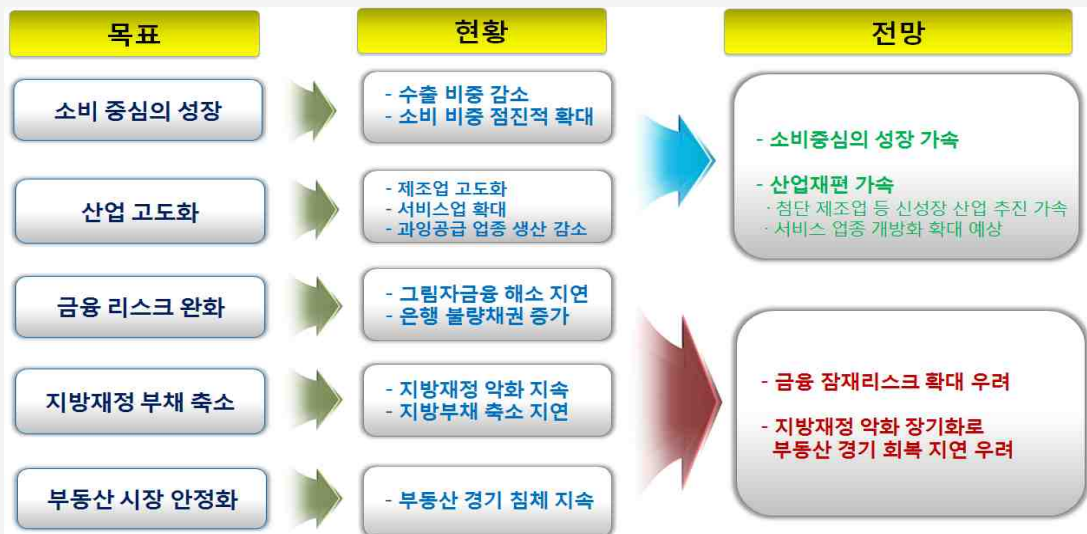 목표
현황
전망
소비 중심의 성장
- 수출 비중 감소
- 소비 비중 점진적 확대
산업 고도화
- 제조업 고도화
- 서비스업 확대
- 과잉공급 업종 생산 감소
- 소비중심의 성장 가속
- 산업재편 가속
· 첨단 제조업 등 신성장 산업 추진 가속
· 서비스 업종 개방화 확대 예상
금융 리스크 완화
- 그림자금융 해소 지연
- 은행 불량채권 증가
지방재정 부채 축소
- 지방재정 악화 지속
- 지방부채 축소 지연
부동산 시장 안정화
- 부동산 경기 침체 지속
- 금융 잠재리스크 확대 우려
- 지방재정 악화 장기화로
부동산 경기 회복 지연 우려